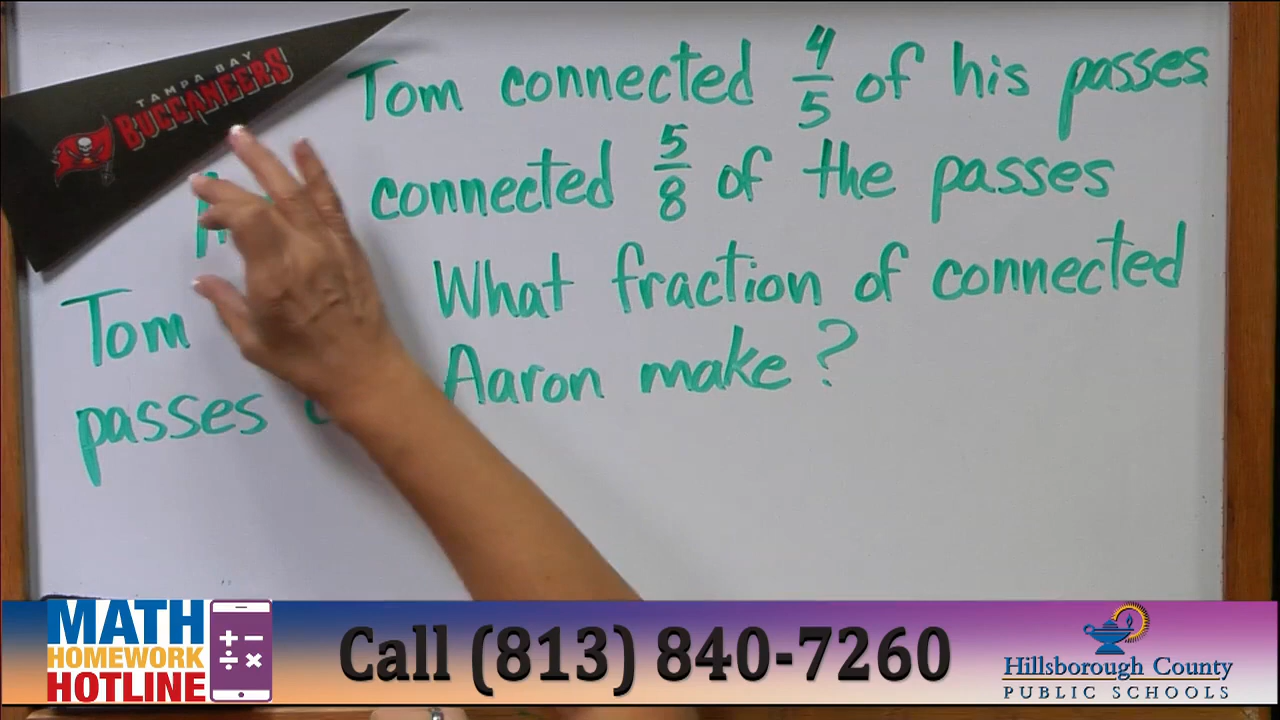 TAMPA BAY
BUCCANEERS
Tom connected 4/5 of his passes
connected 5/8 of the passes
Tom What fraction of connected
passes Aaron make?
MATH
HOMEWORK
HOTLINE
Call (813) 840-7260
Hillsborough County
PUBLIC SCHOOLS